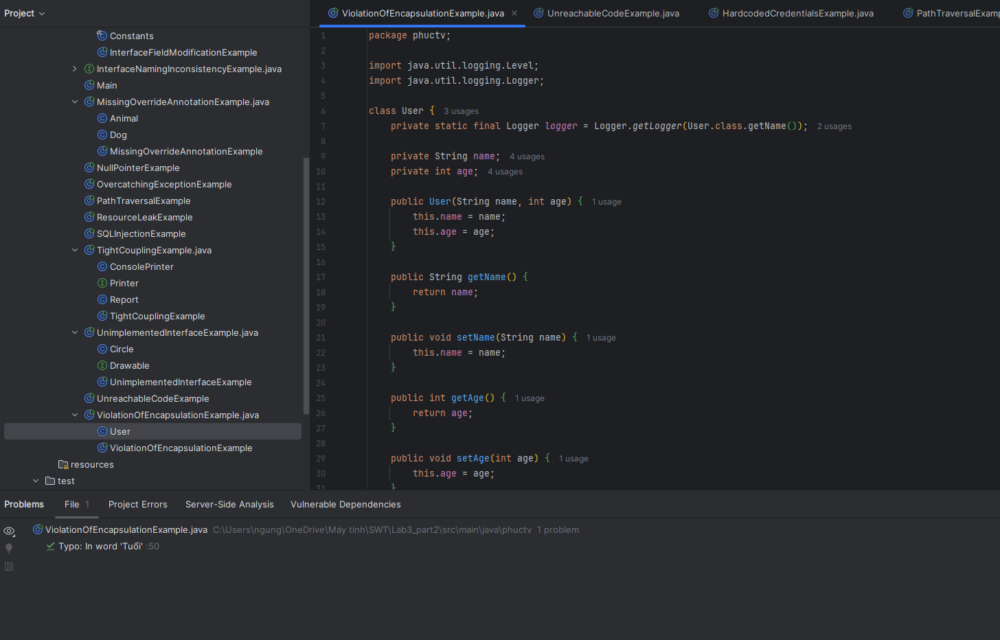 Project
Constants
InterfaceFieldModificationExample
InterfaceNamingInconsistencyExample.java
Main
MissingOverrideAnnotationExample.java
Animal
Dog
MissingOverrideAnnotationExample
NullPointerExample
OvercatchingExceptionExample
PathTraversalExample
ResourceLeakExample
SQLInjectionExample
TightCouplingExample.java
ConsolePrinter
Printer
Report
TightCouplingExample
UnimplementedInterfaceExample.java
Circle
Drawable
UnimplementedInterfaceExample
UnreachableCodeExample
ViolationOfEncapsulationExample.java
User
ViolationOfEncapsulationExample
resources
test
ViolationOfEncapsulationExample.java UnreachableCodeExample.java HardcodedCredentialsExample.java PathTraversalExamp
1 package phuctv;
2
3 import java.util.logging.Level;
4 import java.util.logging.Logger;
5
6 class User { 3 usages
7 private static final Logger logger = Logger.getLogger(User.class.getName()); 2 usages
8
9 private String name; 4 usages
10 private int age; 4 usages
11
12 public User(String name, int age) { 1 usage
13 this.name = name;
14 this.age = age;
15 }
16
17 public String getName() {
18 return name;
19 }
20
21 public void setName(String name) { 1 usage
22 this.name = name;
23 }
24
25 public int getAge() { 1 usage
26 return age;
27 }
28
29 public void setAge(int age) { 1 usage
30 this.age = age;
31 }
Problems File 1 Project Errors Server-Side Analysis Vulnerable Dependencies
ViolationOfEncapsulationExample.java C:\Users\ngung\OneDrive\Máy tính\SWT\Lab3_part2\src\main\java\phuctv 1 problem
Typo: In word 'Tuổi' :50